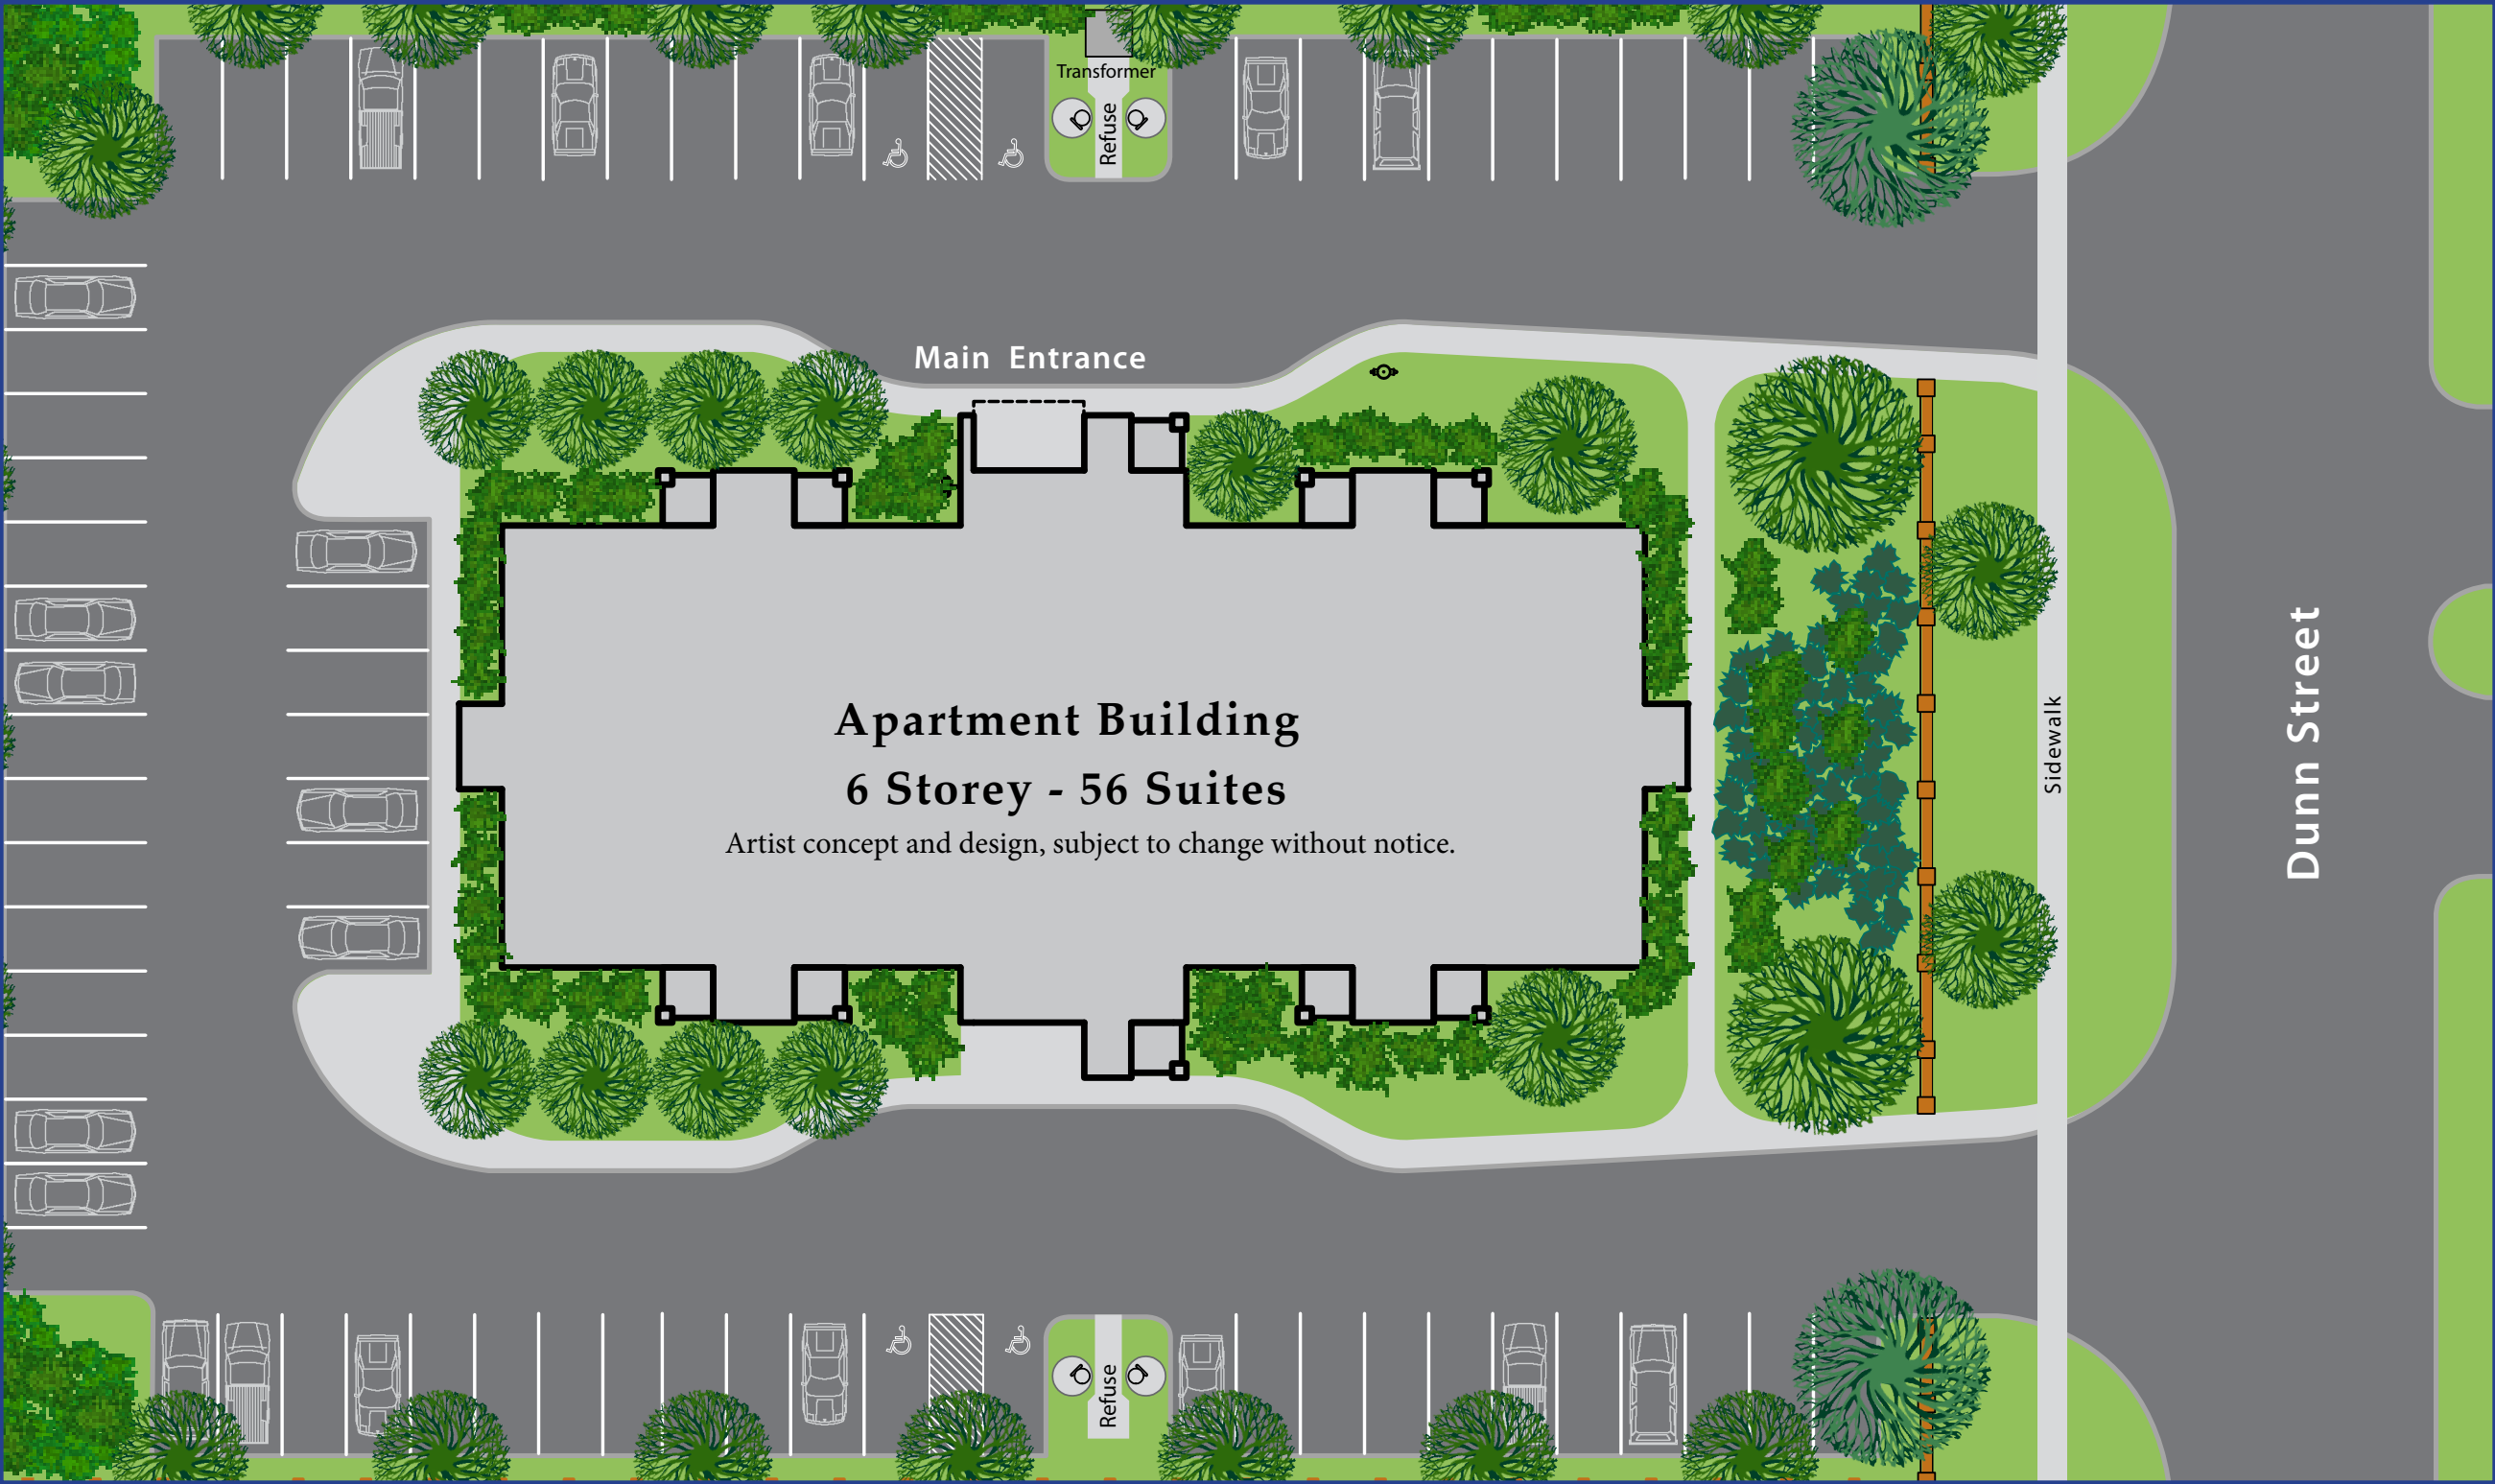 Transformer
Refuse
Main Entrance
Apartment Building
6 Storey - 56 Suites
Artist concept and design, subject to change without notice.
Sidewalk
Dunn Street
Refuse